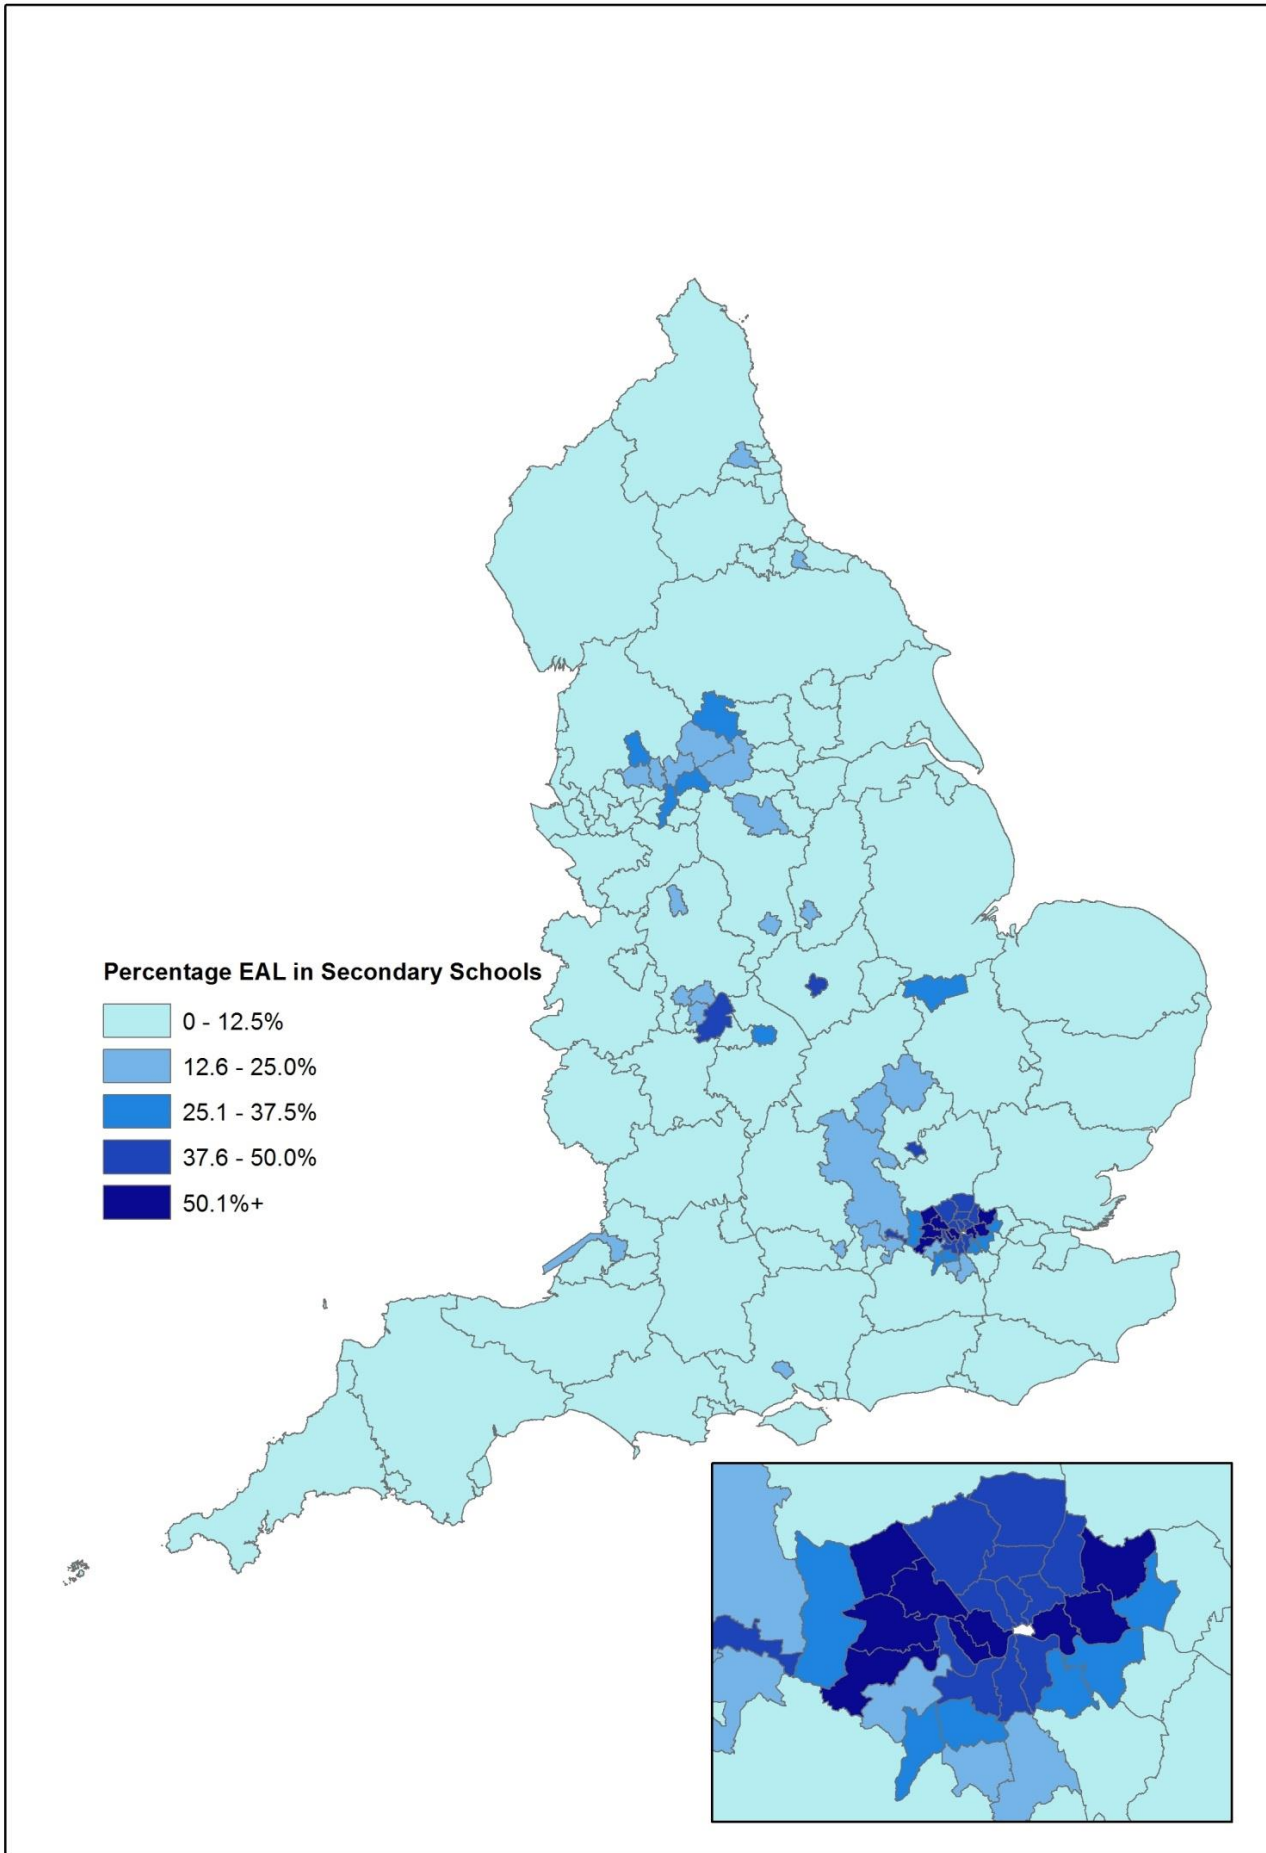 Percentage EAL in Secondary Schools
0 - 12.5%
12.6 - 25.0%
25.1 - 37.5%
37.6 - 50.0%
50.1%+